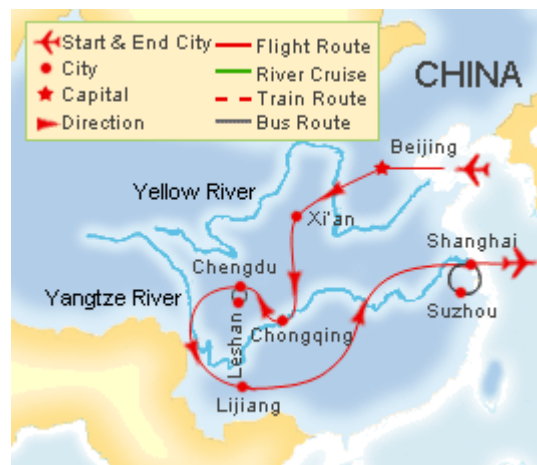 Start & End City
City
Capital
Direction
Flight Route
River Cruise
Train Route
Bus Route
CHINA
Beijing
Yellow River
Xi'an
Shanghai
Chengdu
Yangtze River
Suzhou
Leshan
Chongqing
Lijiang